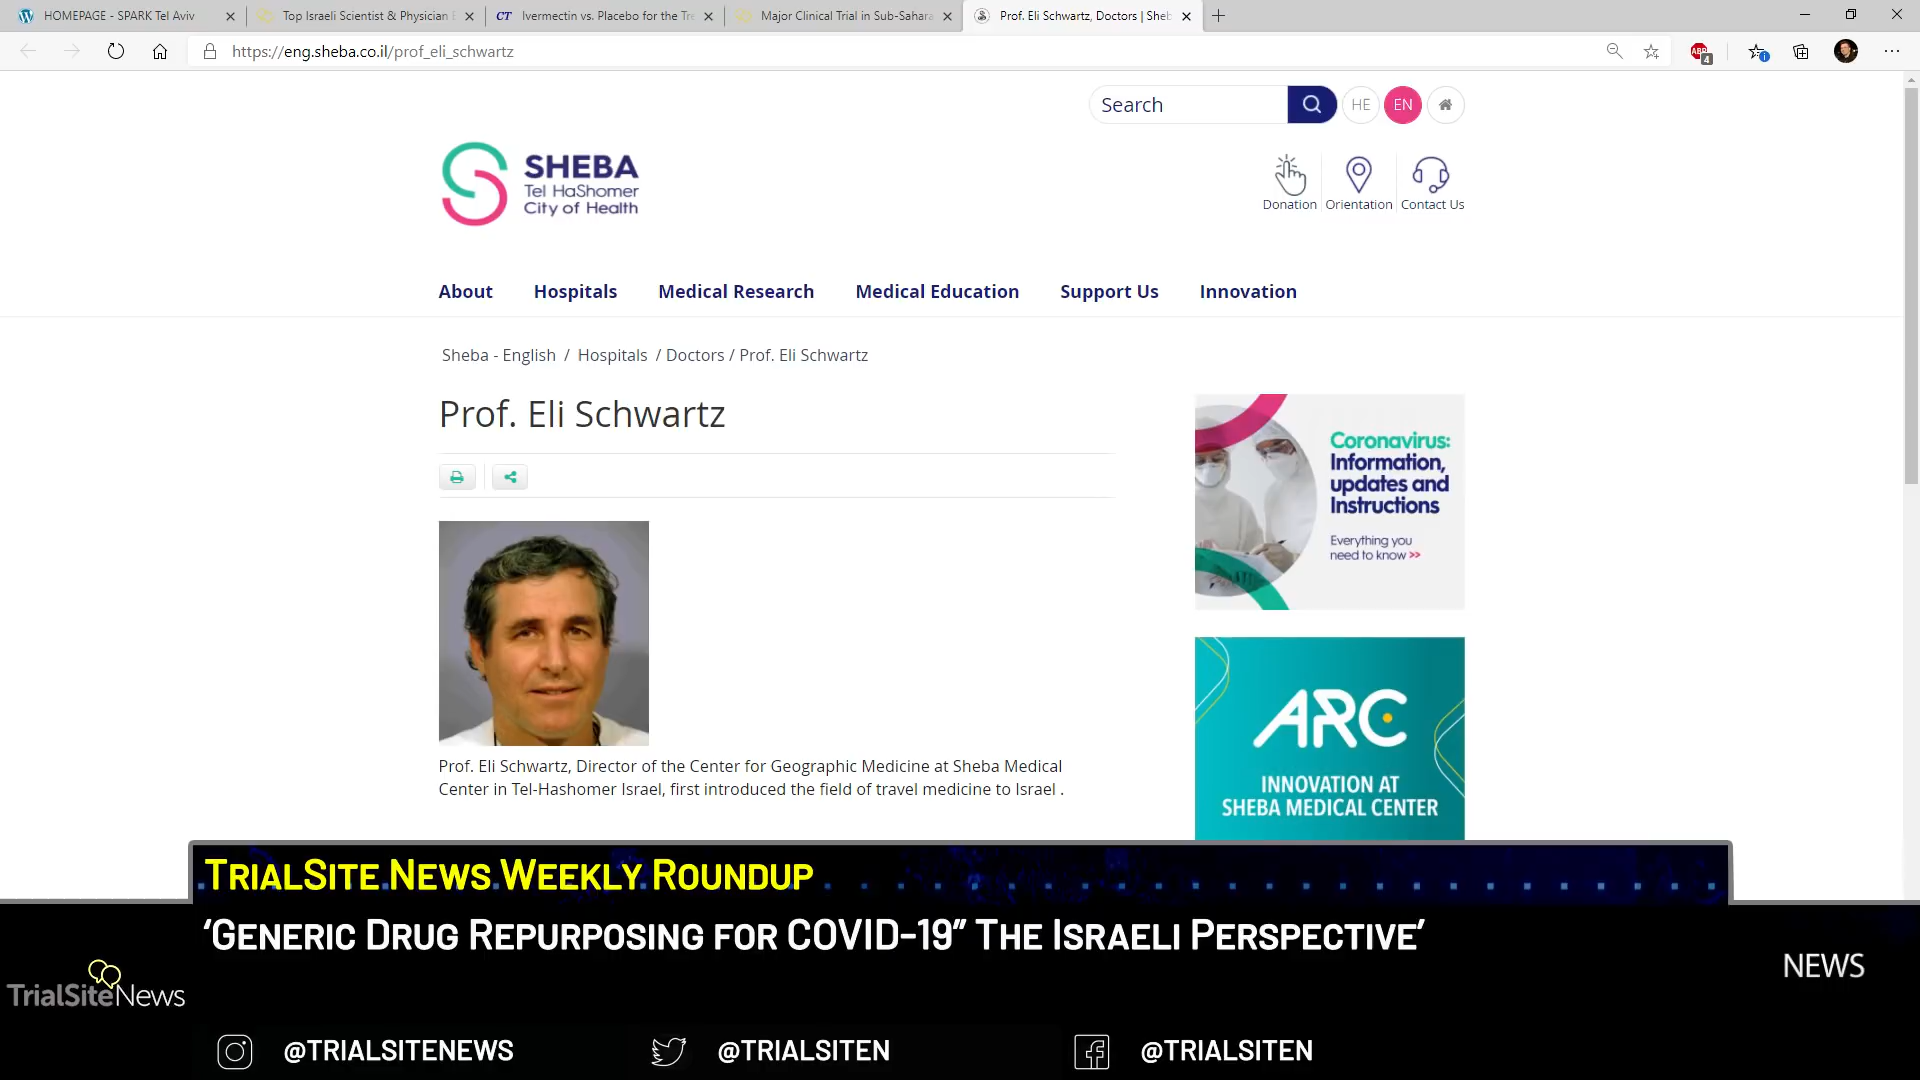 HOMEPAGE - SPARK Tel Aviv
Top Israeli Scientist & Physician
CT Ivermectin vs. Placebo for the Tre
Major Clinical Trial in Sub-Sahara
Prof. Eli Schwartz, Doctors | Sheb
https://eng.sheba.co.il/prof_eli_schwartz
ABP
4
Search
HE
EN
SHEBA
Tel HaShomer
City of Health
Donation
Orientation
Contact Us
About
Hospitals
Medical Research
Medical Education
Support Us
Innovation
Sheba - English / Hospitals / Doctors / Prof. Eli Schwartz
Prof. Eli Schwartz
Coronavirus:
Information,
updates and
Instructions
Everything you
need to know >>
ARC
INNOVATION AT
SHEBA MEDICAL CENTER
Prof. Eli Schwartz, Director of the Center for Geographic Medicine at Sheba Medical
Center in Tel-Hashomer Israel, first introduced the field of travel medicine to Israel .
TRIALSITE NEWS WEEKLY ROUNDUP
‘GENERIC DRUG REPURPOSING FOR COVID-19” THE ISRAELI PERSPECTIVE’
NEWS
TrialSiteNews
@TRIALSITENEWS
@TRIALSITEN
@TRIALSITEN